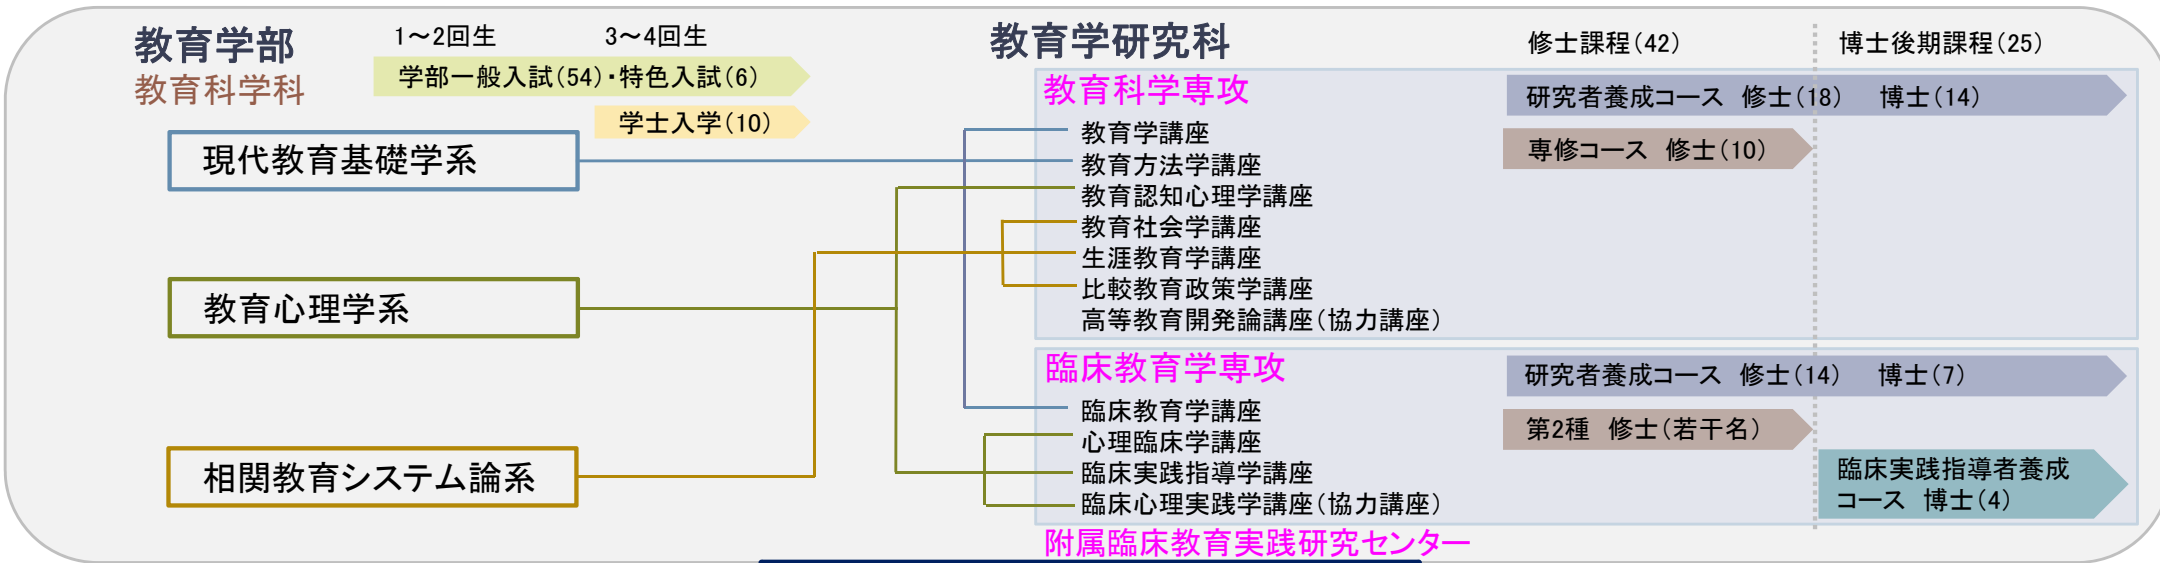 教育学部
教育科学科
1～2回生
3～4回生
学部一般入試(54)・特色入試(6)
学士入学(10)
現代教育基礎学系
教育心理学系
相関教育システム論系
教育学研究科
修士課程(42)
博士後期課程(25)
教育科学専攻
研究者養成コース 修士(18) 博士(14)
専修コース 修士(10)
教育学講座
教育方法学講座
教育認知心理学講座
教育社会学講座
生涯教育学講座
比較教育政策学講座
高等教育開発論講座(協力講座)
臨床教育学専攻
研究者養成コース 修士(14) 博士(7)
第2種 修士(若干名)
臨床実践指導者養成
コース 博士(4)
臨床教育学講座
心理臨床学講座
臨床実践指導学講座
臨床心理実践学講座(協力講座)
附属臨床教育実践研究センター